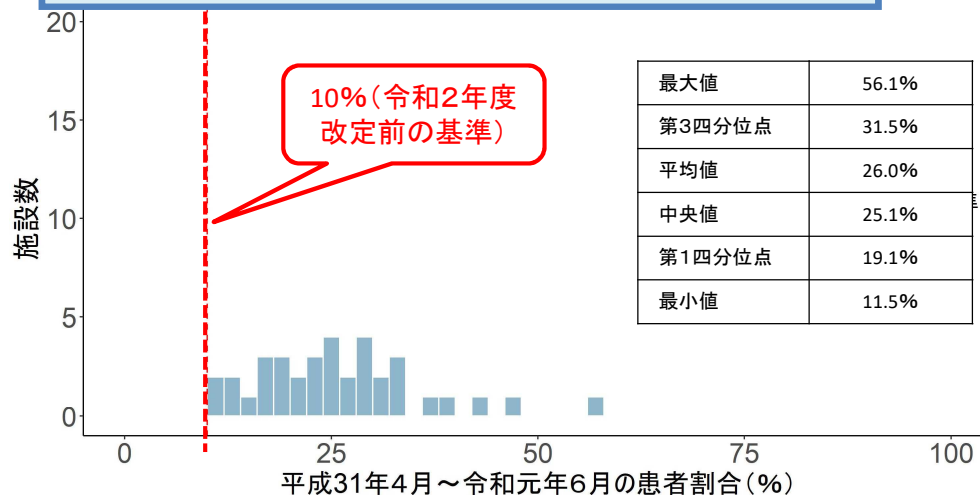 20
15
10
5
0
施設数
10%(令和2年度
改定前の基準)
最大値 56.1%
第3四分位点 31.5%
平均値 26.0%
中央値 25.1%
第1四分位点 19.1%
最小値 11.5%
0 25 50 75 100
平成31年4月～令和元年6月の患者割合(%)